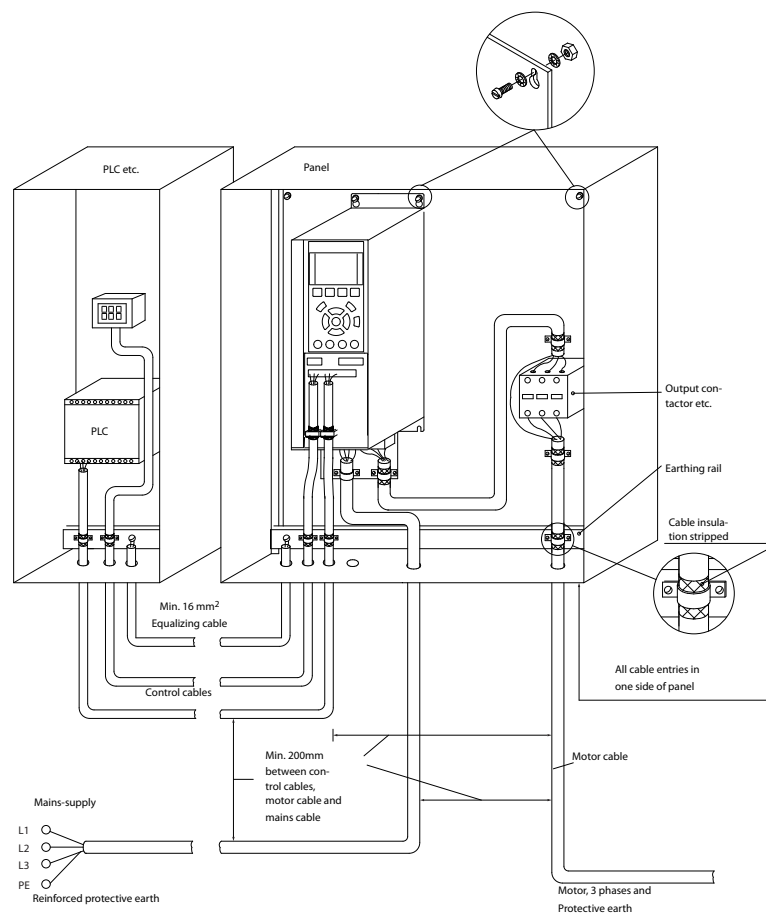 PLC etc.
Panel
PLC
Output con-
tactor etc.
Earthing rail
Cable insula-
tion stripped
Min. 16 mm²
Equalizing cable
Control cables
All cable entries in
one side of panel
Min. 200mm
between con-
trol cables,
motor cable and
mains cable
Motor cable
Mains-supply
L1
L2
L3
PE
Reinforced protective earth
Motor, 3 phases and
Protective earth